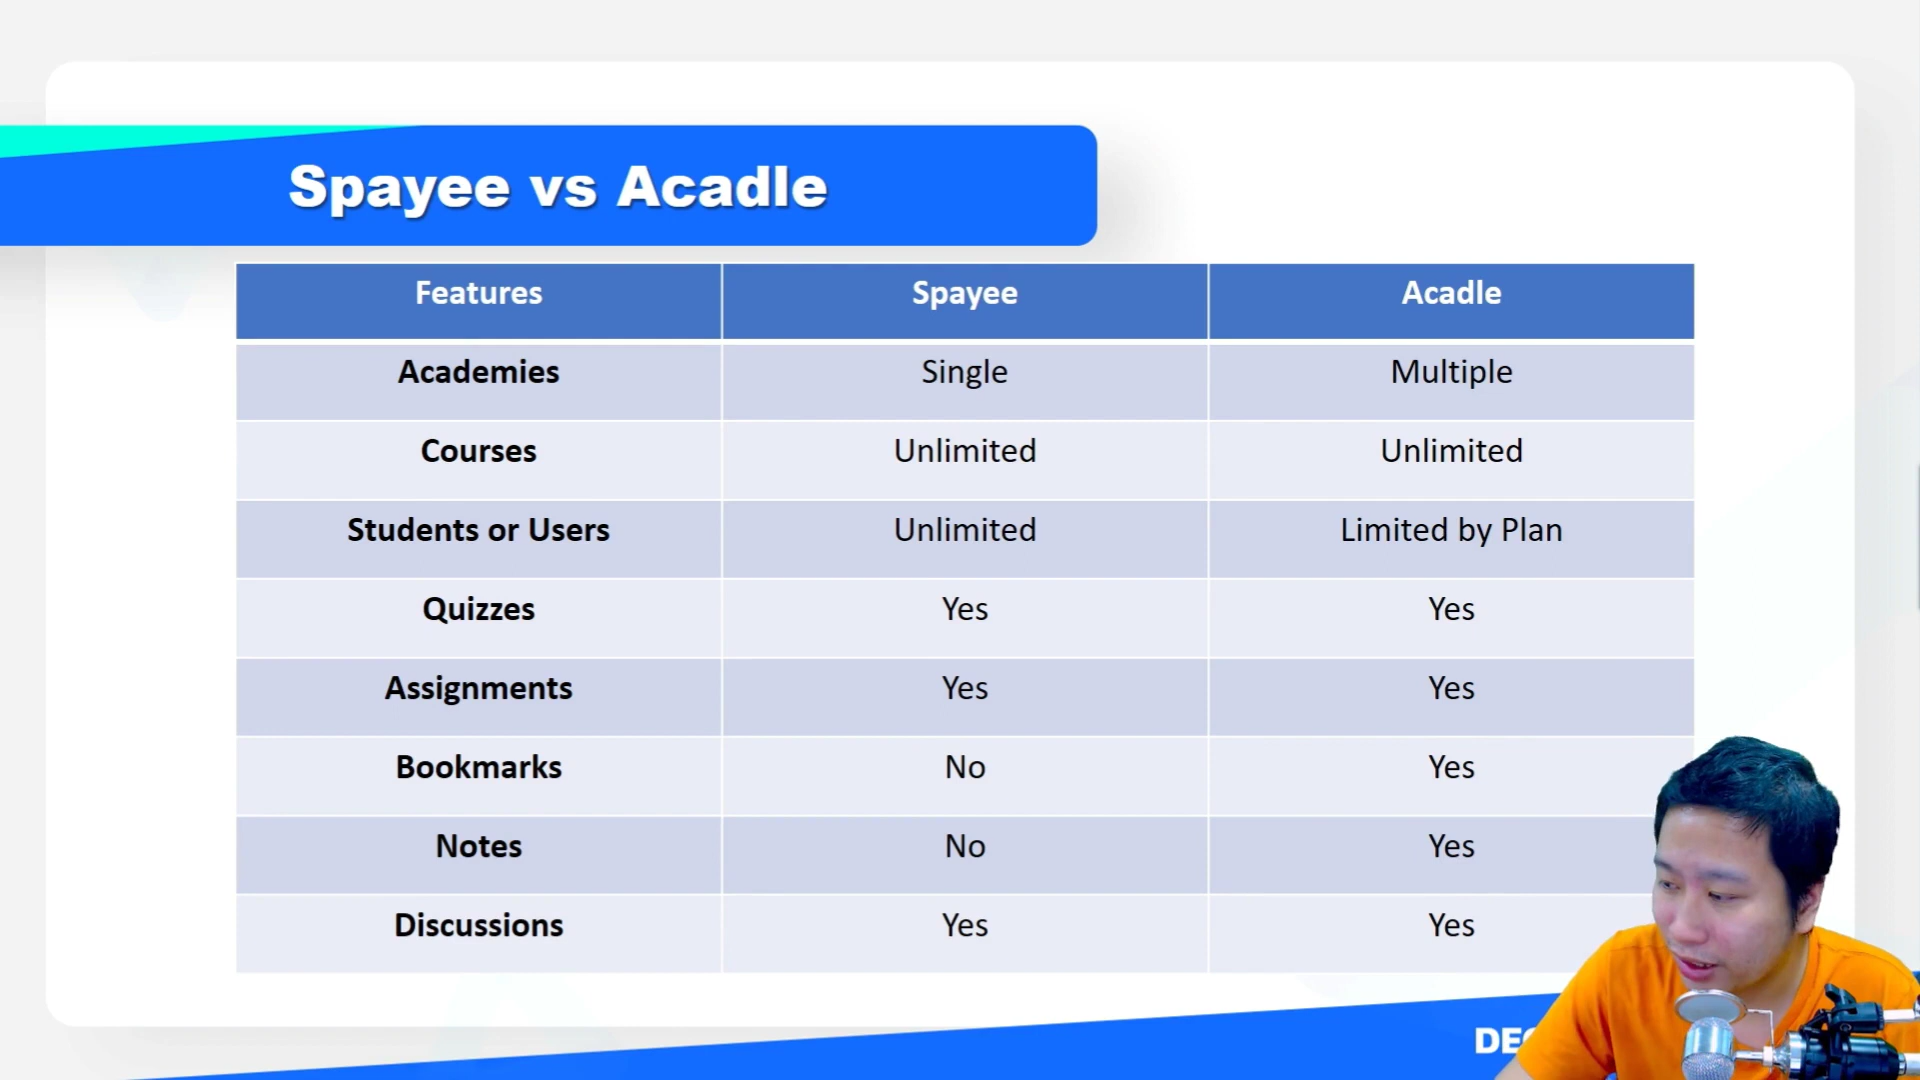 Spayee vs Acadle
Features Spayee Acadle
Academies Single Multiple
Courses Unlimited Unlimited
Students or Users Unlimited Limited by Plan
Quizzes Yes Yes
Assignments Yes Yes
Bookmarks No Yes
Notes No Yes
Discussions Yes Yes